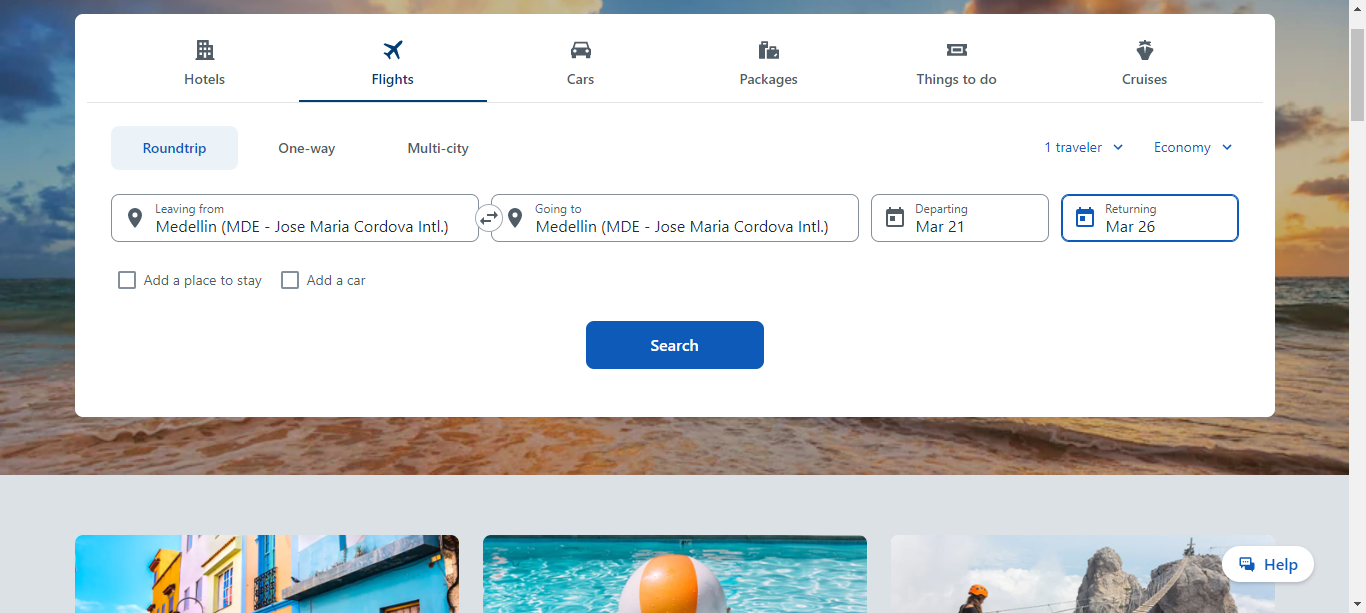 Hotels
Flights
Cars
Packages
Things to do
Cruises
Roundtrip
One-way
Multi-city
1 traveler
Economy
Leaving from
Medellin (MDE - Jose Maria Cordova Intl.)
Going to
Medellin (MDE - Jose Maria Cordova Intl.)
Departing
Mar 21
Returning
Mar 26
Add a place to stay
Add a car
Search
Help